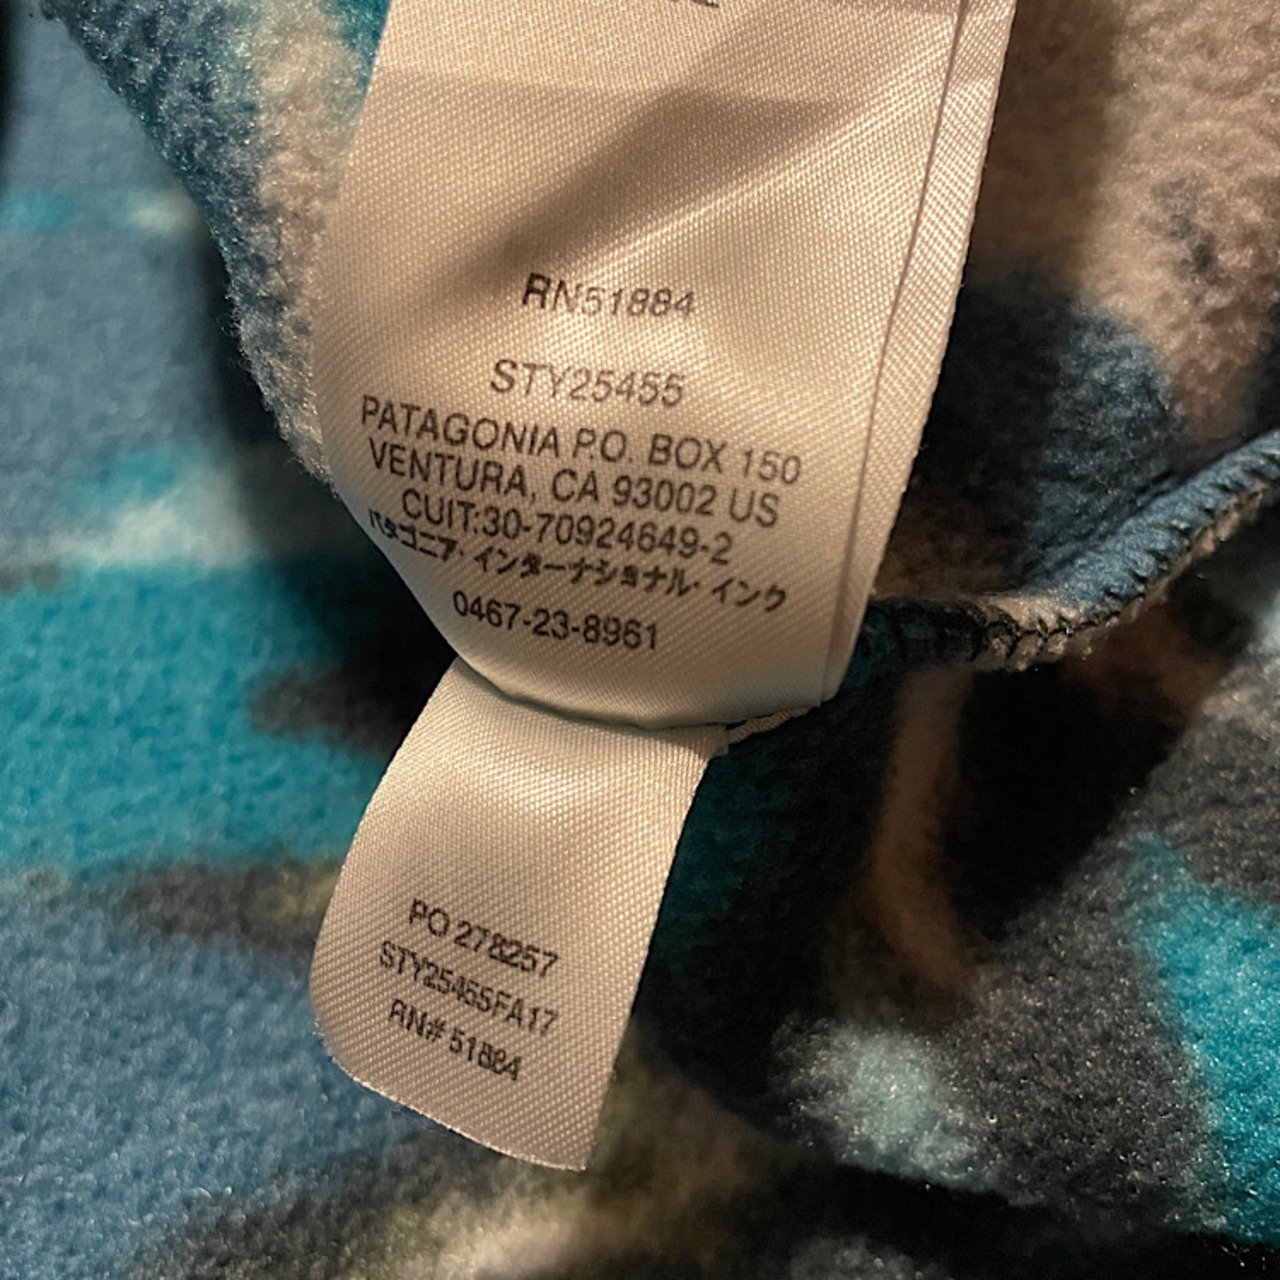 RN51884
STY25455
PATAGONIA P.O. BOX 150
VENTURA, CA 93002 US
CUIT:30-70924649-2
パタゴニア・インターナショナル・インク
0467-23-8961
PO 278257
STY25455FA17
RN# 51884